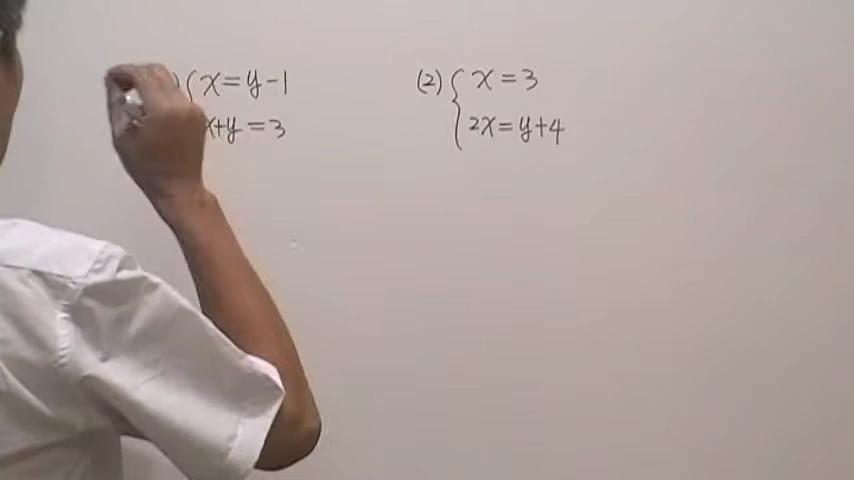 ) { x = y - 1
x + y = 3
(2) { x = 3
2x = y + 4